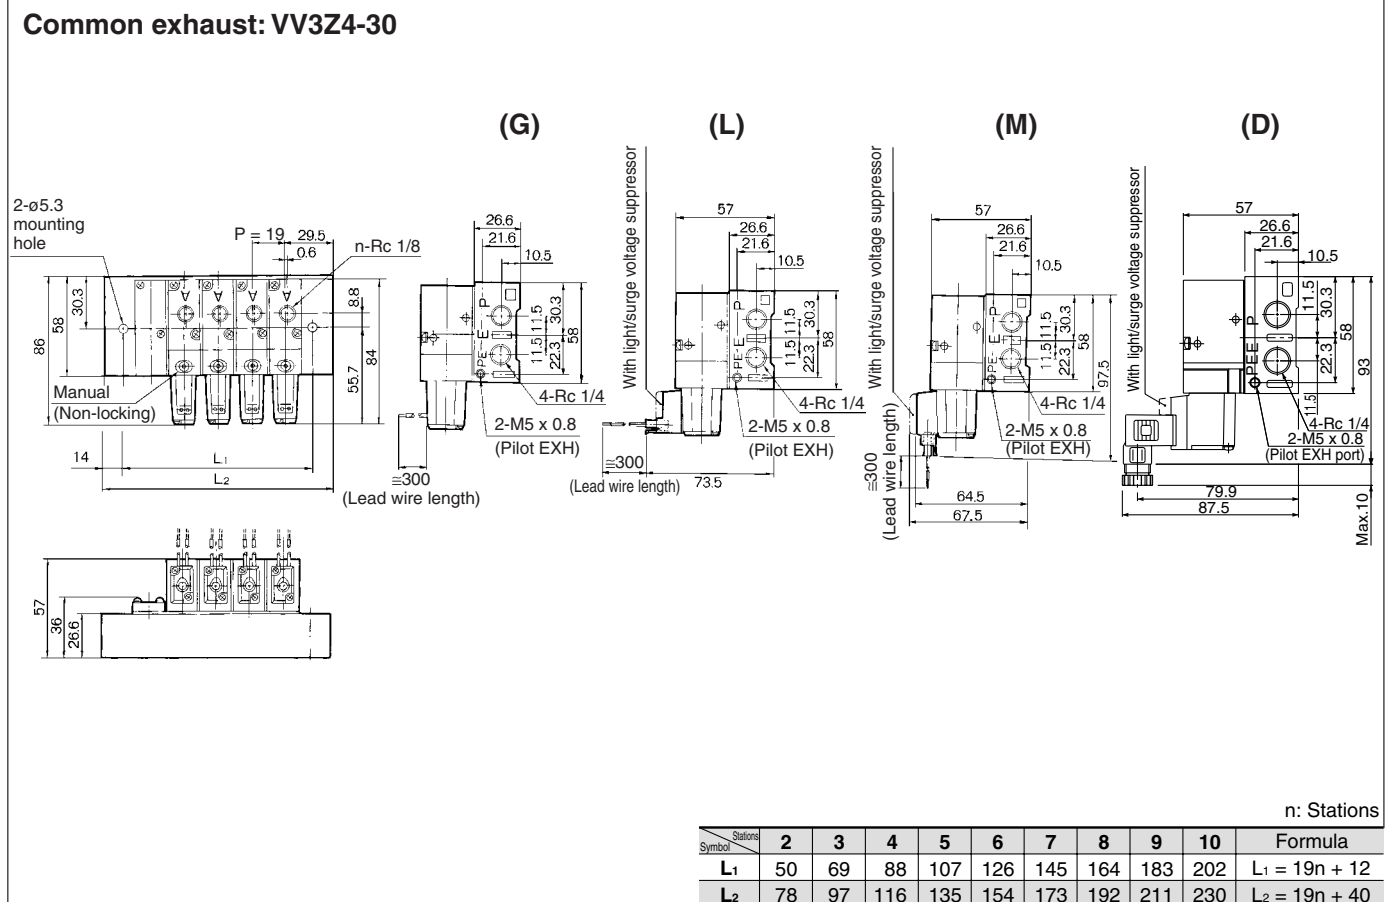 Common exhaust: VV3Z4-30
(G)
(L)
(M)
(D)
2-ø5.3
mounting
hole
P = 19
29.5
0.6
n-Rc 1/8
30.3
58
86
8.8
84
55.7
A
A
A
A
Manual
(Non-locking)
14
L1
L2
57
36
26.6
26.6
21.6
10.5
P
E
PE
11.5
30.3
58
11.5
22.3
4-Rc 1/4
2-M5 x 0.8
(Pilot EXH)
≅300
(Lead wire length)
With light/surge voltage suppressor
57
26.6
21.6
10.5
P
E
PE
11.5
30.3
58
11.5
22.3
4-Rc 1/4
2-M5 x 0.8
(Pilot EXH)
≅300
(Lead wire length)
73.5
With light/surge voltage suppressor
57
26.6
21.6
10.5
P
E
PE
11.5
30.3
58
11.5
22.3
97.5
4-Rc 1/4
2-M5 x 0.8
(Pilot EXH)
≅300
(Lead wire length)
64.5
67.5
With light/surge voltage suppressor
57
26.6
21.6
10.5
P
E
PE
11.5
30.3
58
22.3
93
11.5
4-Rc 1/4
2-M5 x 0.8
(Pilot EXH port)
79.9
87.5
Max.10
n: Stations
Stations
Symbol 2 3 4 5 6 7 8 9 10 Formula
L1 50 69 88 107 126 145 164 183 202 L1 = 19n + 12
L2 78 97 116 135 154 173 192 211 230 L2 = 19n + 40